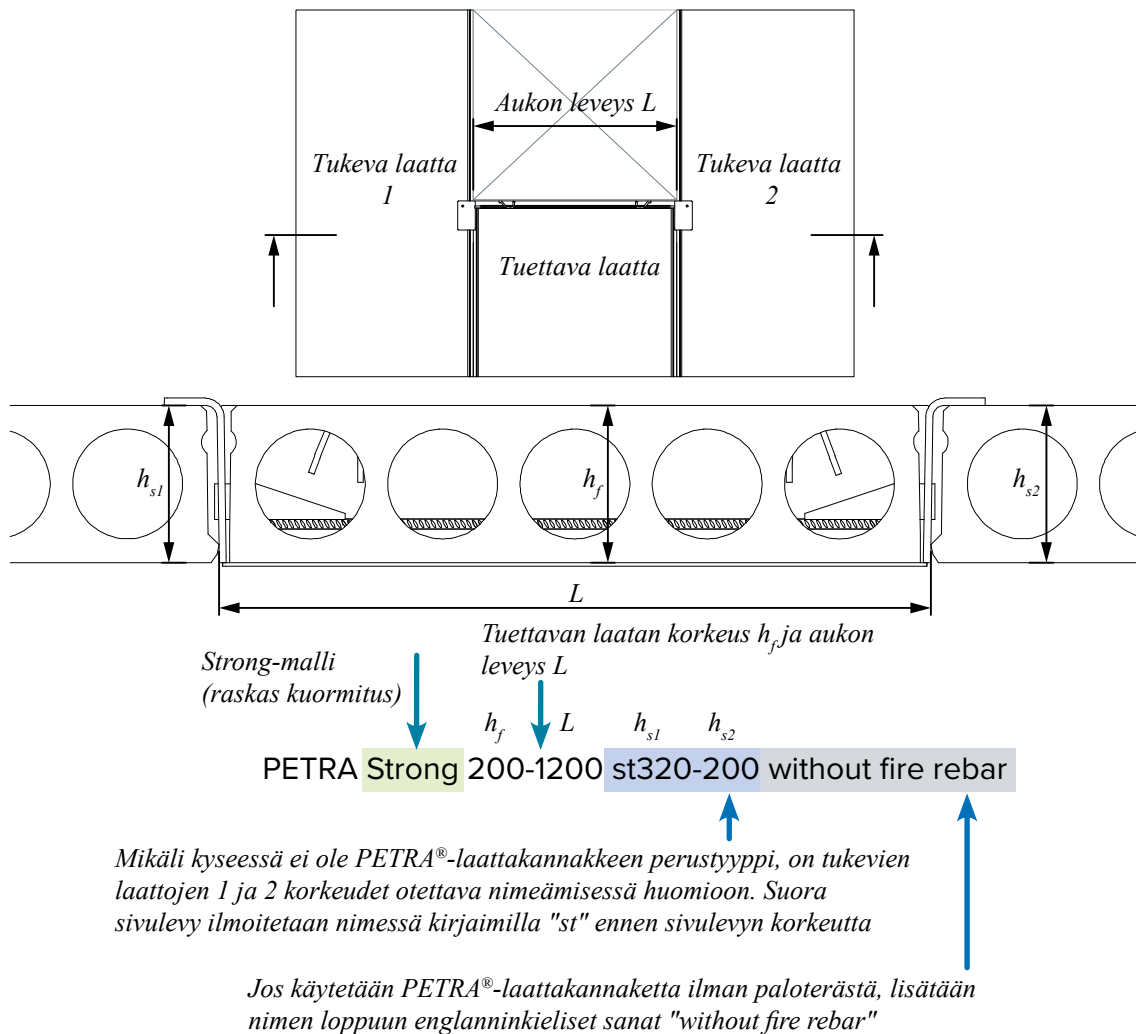 Aukon leveys L
Tukeva laatta
1
Tukeva laatta
2
Tuettava laatta
hs1
hf
hs2
L
Tuettavan laatan korkeus hf ja aukon
leveys L
Strong-malli
(raskas kuormitus)
hf L hs1 hs2
PETRA Strong 200-1200 st320-200 without fire rebar
Mikäli kyseessä ei ole PETRA®-laattakannakkeen perustyyppi, on tukevien
laattojen 1 ja 2 korkeudet otettava nimeämisessä huomioon. Suora
sivulevy ilmoitetaan nimessä kirjaimilla "st" ennen sivulevyn korkeutta
Jos käytetään PETRA®-laattakannaketta ilman paloterästä, lisätään
nimen loppuun englanninkieliset sanat "without fire rebar"